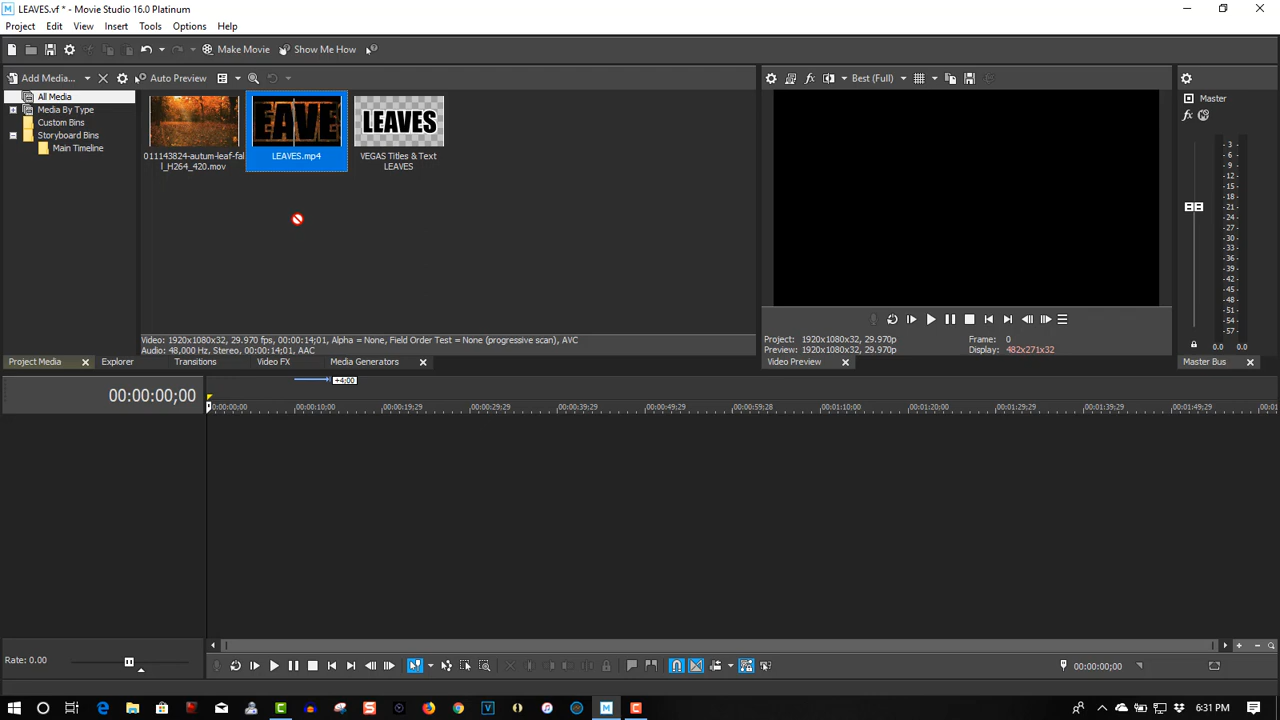 LEAVES.vf * - Movie Studio 16.0 Platinum
Project Edit View Insert Tools Options Help
Make Movie Show Me How
Add Media... Auto Preview
Best (Full)
All Media
Media By Type
Custom Bins
Storyboard Bins
Main Timeline
EAVE
LEAVES
011143824-autum-leaf-fal
l_H264_420.mov
LEAVES.mp4
VEGAS Titles & Text
LEAVES
Master
- 3 -
- 6 -
- 9 -
-12-
-15-
-18-
-21-
-24-
-27-
-30-
-33-
-36-
-39-
-42-
-45-
-48-
-51-
-54-
-57-
0.0 0.0
Video: 1920x1080x32, 29.970 fps, 00:00:14;01, Alpha = None, Field Order Test = None (progressive scan), AVC
Audio: 48,000 Hz, Stereo, 00:00:14;01, AAC
Project: 1920x1080x32, 29.970p
Preview: 1920x1080x32, 29.970p
Frame: 0
Display: 482x271x32
Project Media Explorer Transitions Video FX Media Generators
Video Preview
Master Bus
+4:00
00:00:00;00
00:00:00;00 00:00:10;00 00:00:19;29 00:00:29;29 00:00:39;29 00:00:49;29 00:00:59;28 00:01:10;00 00:01:20;00 00:01:29;29 00:01:39;29 00:01:49;29 00:0
Rate: 0.00
00:00:00;00
6:31 PM